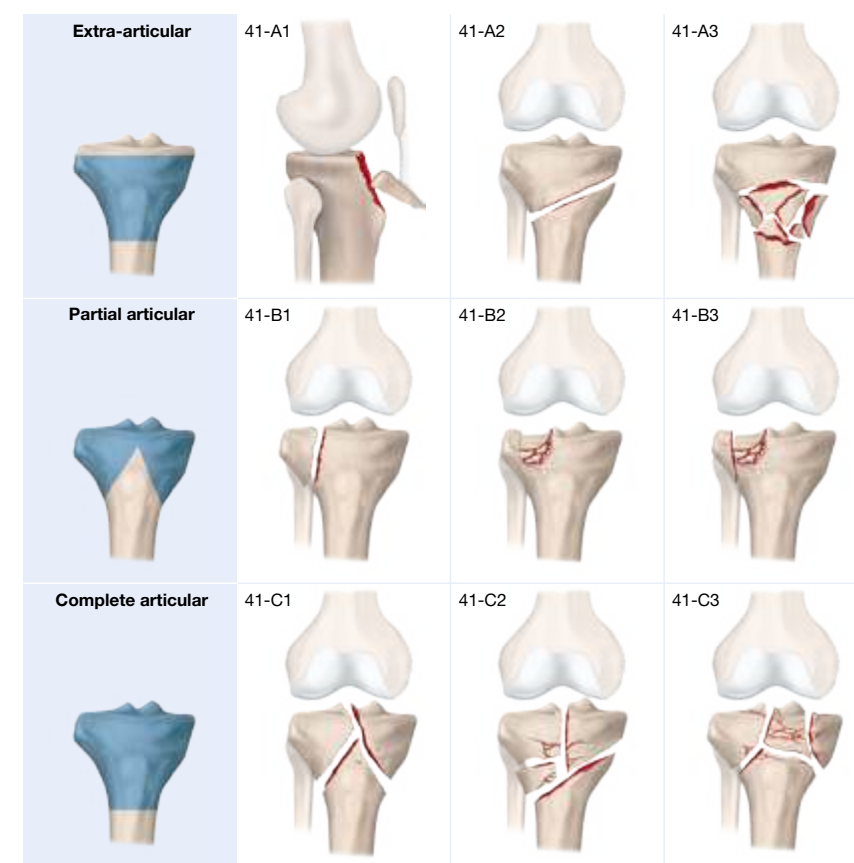 Extra-articular
41-A1
41-A2
41-A3
Partial articular
41-B1
41-B2
41-B3
Complete articular
41-C1
41-C2
41-C3